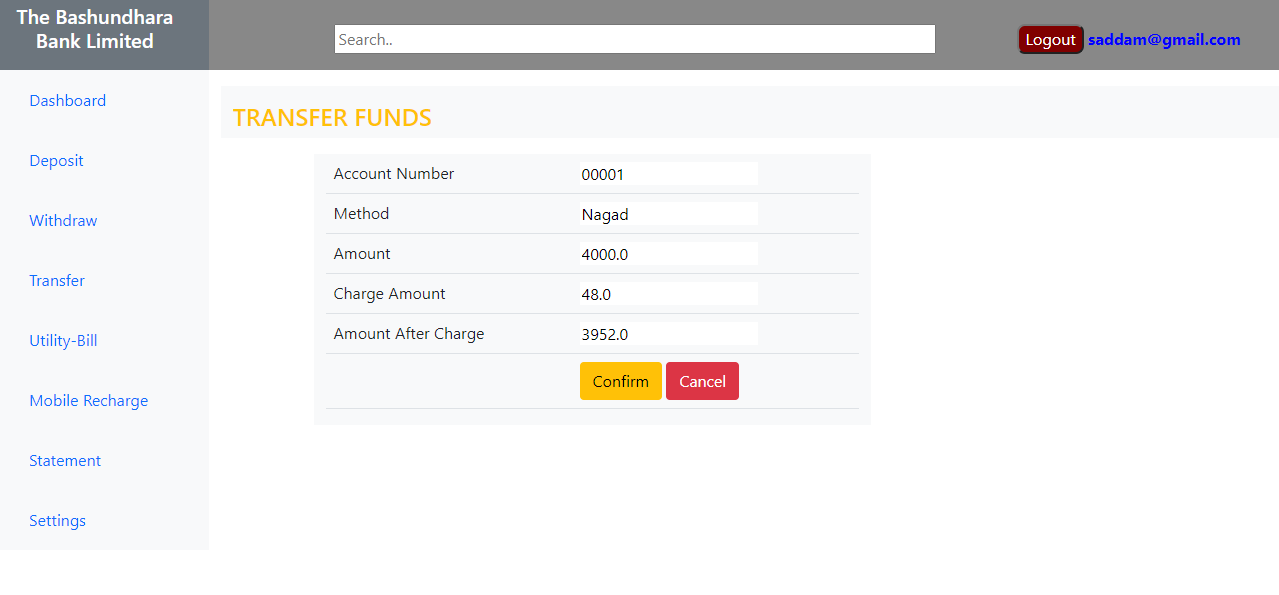 The Bashundhara
Bank Limited
Search..
Logout saddam@gmail.com
Dashboard
Deposit
Withdraw
Transfer
Utility-Bill
Mobile Recharge
Statement
Settings
TRANSFER FUNDS
Account Number 00001
Method Nagad
Amount 4000.0
Charge Amount 48.0
Amount After Charge 3952.0
Confirm Cancel